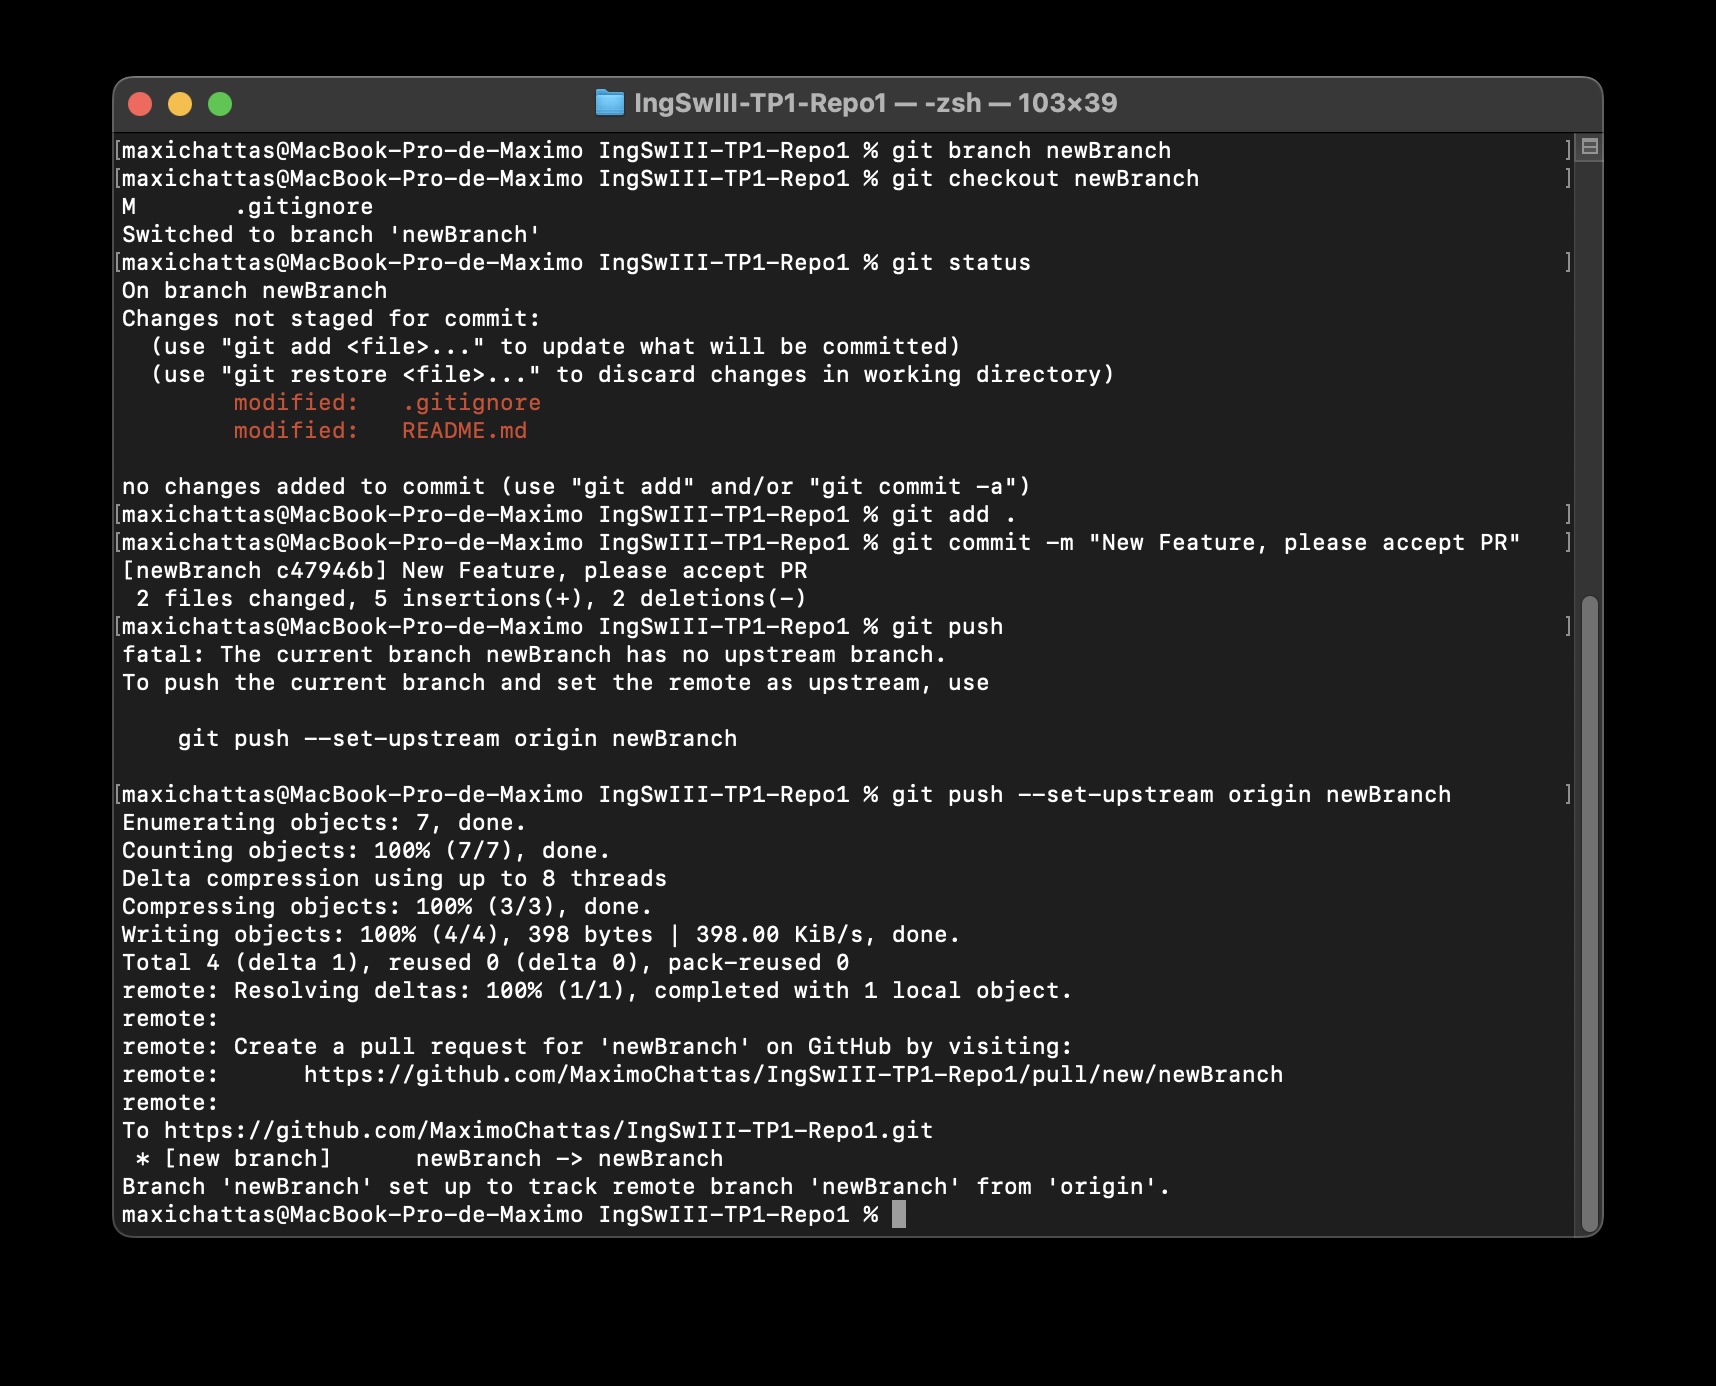 IngSwIII-TP1-Repo1 — -zsh — 103×39
[maxichattas@MacBook-Pro-de-Maximo IngSwIII-TP1-Repo1 % git branch newBranch ]
[maxichattas@MacBook-Pro-de-Maximo IngSwIII-TP1-Repo1 % git checkout newBranch ]
M       .gitignore
Switched to branch 'newBranch'
[maxichattas@MacBook-Pro-de-Maximo IngSwIII-TP1-Repo1 % git status ]
On branch newBranch
Changes not staged for commit:
  (use "git add <file>..." to update what will be committed)
  (use "git restore <file>..." to discard changes in working directory)
        modified:   .gitignore
        modified:   README.md

no changes added to commit (use "git add" and/or "git commit -a")
[maxichattas@MacBook-Pro-de-Maximo IngSwIII-TP1-Repo1 % git add . ]
[maxichattas@MacBook-Pro-de-Maximo IngSwIII-TP1-Repo1 % git commit -m "New Feature, please accept PR" ]
[newBranch c47946b] New Feature, please accept PR
 2 files changed, 5 insertions(+), 2 deletions(-)
[maxichattas@MacBook-Pro-de-Maximo IngSwIII-TP1-Repo1 % git push ]
fatal: The current branch newBranch has no upstream branch.
To push the current branch and set the remote as upstream, use

    git push --set-upstream origin newBranch

[maxichattas@MacBook-Pro-de-Maximo IngSwIII-TP1-Repo1 % git push --set-upstream origin newBranch ]
Enumerating objects: 7, done.
Counting objects: 100% (7/7), done.
Delta compression using up to 8 threads
Compressing objects: 100% (3/3), done.
Writing objects: 100% (4/4), 398 bytes | 398.00 KiB/s, done.
Total 4 (delta 1), reused 0 (delta 0), pack-reused 0
remote: Resolving deltas: 100% (1/1), completed with 1 local object.
remote:
remote: Create a pull request for 'newBranch' on GitHub by visiting:
remote:      https://github.com/MaximoChattas/IngSwIII-TP1-Repo1/pull/new/newBranch
remote:
To https://github.com/MaximoChattas/IngSwIII-TP1-Repo1.git
 * [new branch]      newBranch -> newBranch
Branch 'newBranch' set up to track remote branch 'newBranch' from 'origin'.
maxichattas@MacBook-Pro-de-Maximo IngSwIII-TP1-Repo1 %